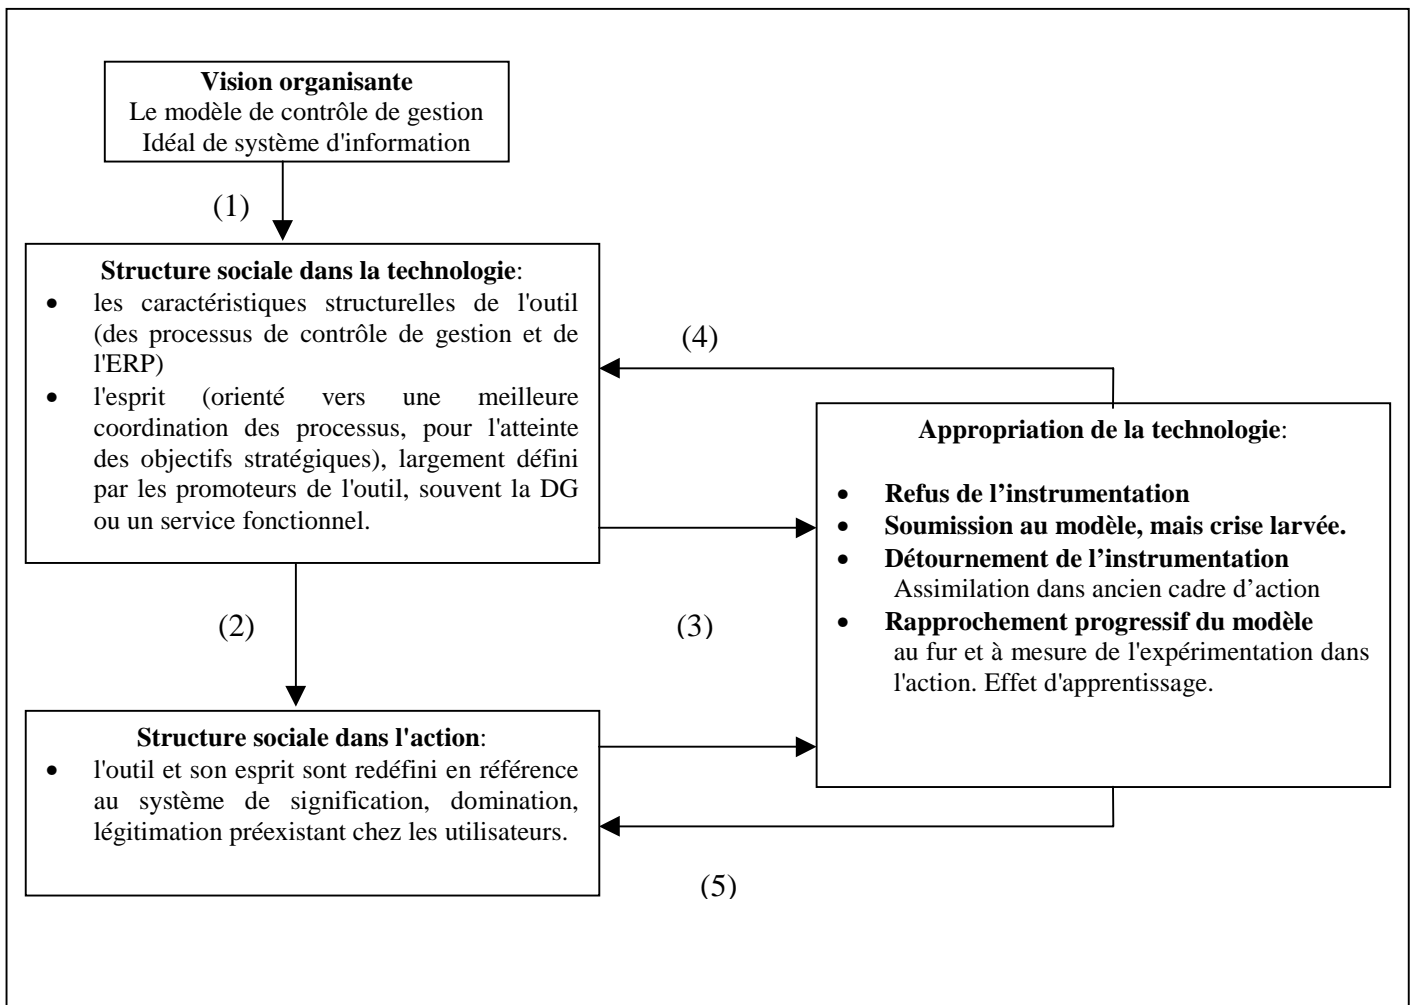 Vision organisante
Le modèle de contrôle de gestion
Idéal de système d'information
(1)
Structure sociale dans la technologie:
• les caractéristiques structurelles de l'outil
(des processus de contrôle de gestion et de
l'ERP)
• l'esprit (orienté vers une meilleure
coordination des processus, pour l'atteinte
des objectifs stratégiques), largement défini
par les promoteurs de l'outil, souvent la DG
ou un service fonctionnel.
(4)
Appropriation de la technologie:
• Refus de l’instrumentation
• Soumission au modèle, mais crise larvée.
• Détournement de l’instrumentation
Assimilation dans ancien cadre d’action
• Rapprochement progressif du modèle
au fur et à mesure de l'expérimentation dans
l'action. Effet d'apprentissage.
(2)
(3)
Structure sociale dans l'action:
• l'outil et son esprit sont redéfini en référence
au système de signification, domination,
légitimation préexistant chez les utilisateurs.
(5)